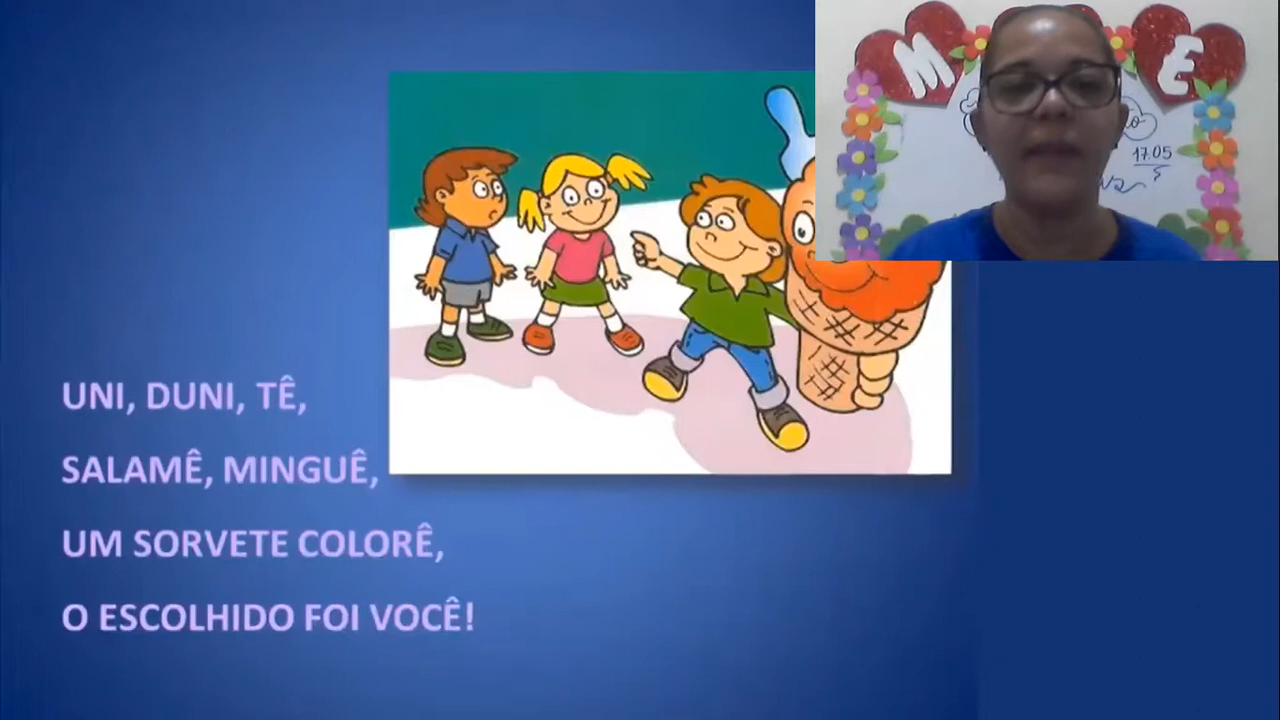 UNI, DUNI, TÊ,
SALAMÊ, MINGUÊ,
UM SORVETE COLORÊ,
O ESCOLHIDO FOI VOCÊ!
M E
17.05